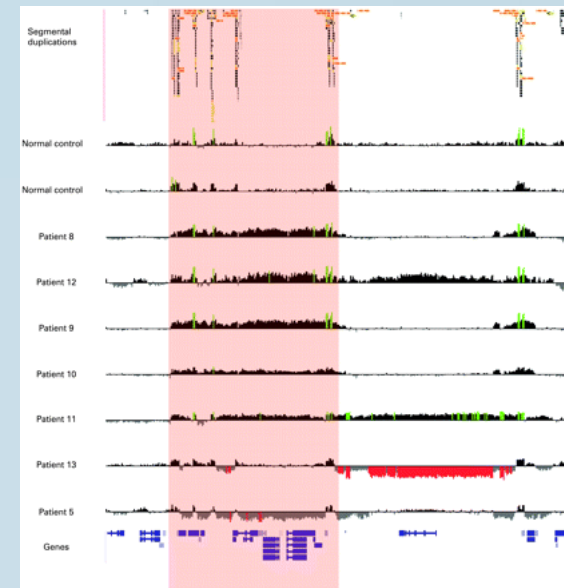 Segmental
duplications
Normal control
Normal control
Patient 8
Patient 12
Patient 9
Patient 10
Patient 11
Patient 13
Patient 5
Genes